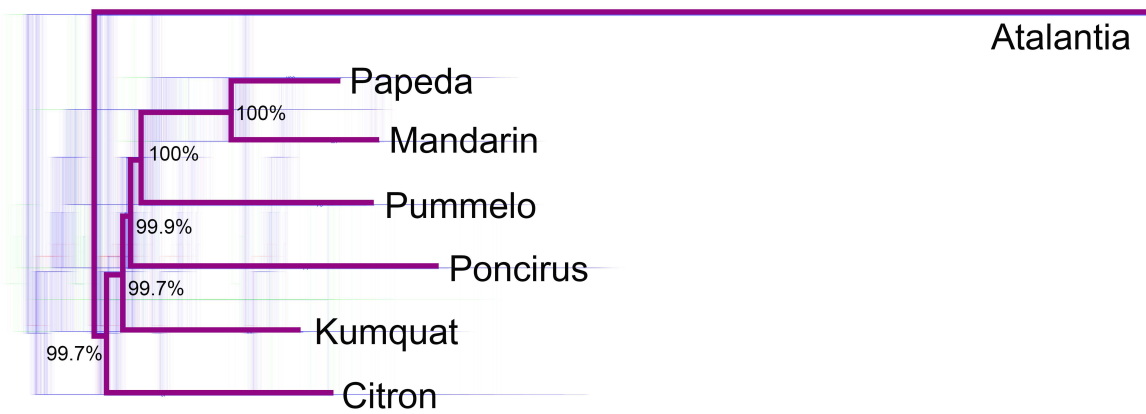 Atalantia
Papeda
100%
Mandarin
100%
Pummelo
99.9%
Poncirus
99.7%
Kumquat
99.7%
Citron